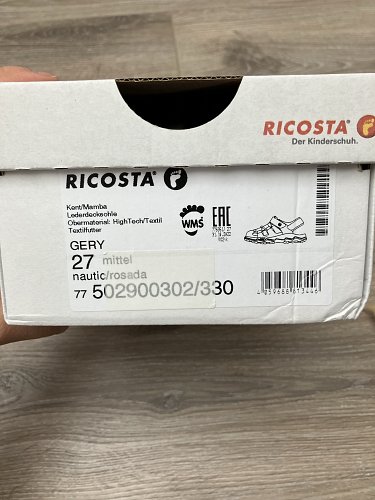 RICOSTA
Der Kinderschuh.
RICOSTA
Kent/Mamba
Lederdecksohle
Obermaterial: HighTech/Textil
Textilfutter
WMS
EAC
GERY
27 mittel
nautic/rosada
77 502900302/330